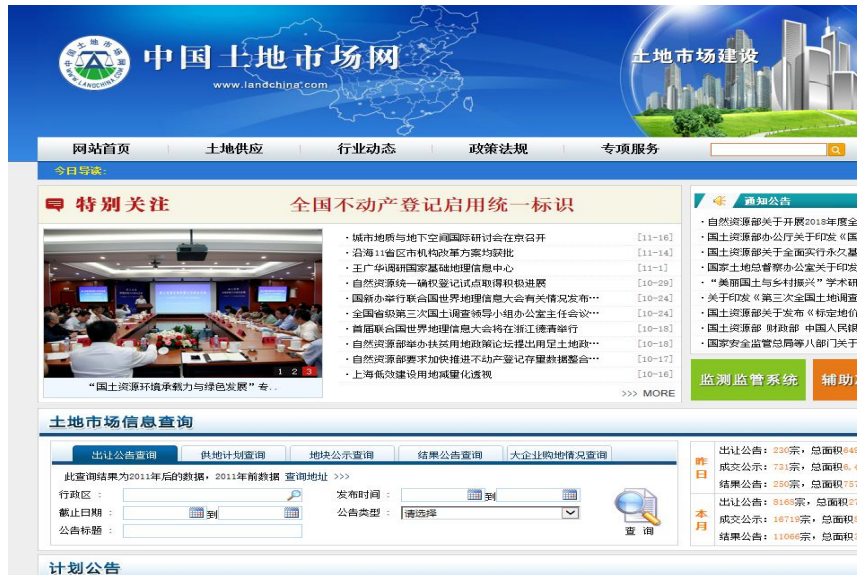 中国土地市场网
www.landchina.com
土地市场建设
网站首页 土地供应 行业动态 政策法规 专项服务
今日导读:
特别关注
全国不动产登记启用统一标识
·城市地质与地下空间国际研讨会在京召开 [11-16]
·沿海11省区市机构改革方案均获批 [11-14]
·王广华调研国家基础地理信息中心 [11-1]
·自然资源统一确权登记试点取得积极进展 [10-29]
·国新办举行联合国世界地理信息大会有关情况发布··· [10-24]
·全国省级第三次国土调查领导小组办公室主任会议··· [10-24]
·首届联合国世界地理信息大会将在浙江德清举行 [10-18]
·自然资源部举办扶贫用地政策论坛提出用足土地政··· [10-18]
·自然资源部要求加快推进不动产登记存量数据整合··· [10-17]
·上海低效建设用地减量化透视 [10-16]
>>> MORE
1 2 3
“国土资源环境承载力与绿色发展”专..
通知公告
·自然资源部关于开展2018年度全
·国土资源部办公厅关于印发《国
·国土资源部关于全面实行永久基
·国家土地总督察办公室关于印发
·“美丽国土与乡村振兴”学术研
·关于印发《第三次全国土地调查
·国土资源部关于发布《标定地价
·国土资源部 财政部 中国人民银
·国家安全监管总局等八部门关于
监测监管系统 辅助
土地市场信息查询
出让公告查询 供地计划查询 地块公示查询 结果公告查询 大企业购地情况查询
此查询结果为2011年后的数据，2011年前数据 查询地址 >>>
行政区： 发布时间： 到
截止日期： 到 公告类型： 请选择
公告标题：
查 询
昨日
出让公告：230宗，总面积649
成交公示：731宗，总面积6,4
结果公告：250宗，总面积757
本月
出让公告：5168宗，总面积27
成交公示：16719宗，总面积
结果公告：11066宗，总面积
计划公告